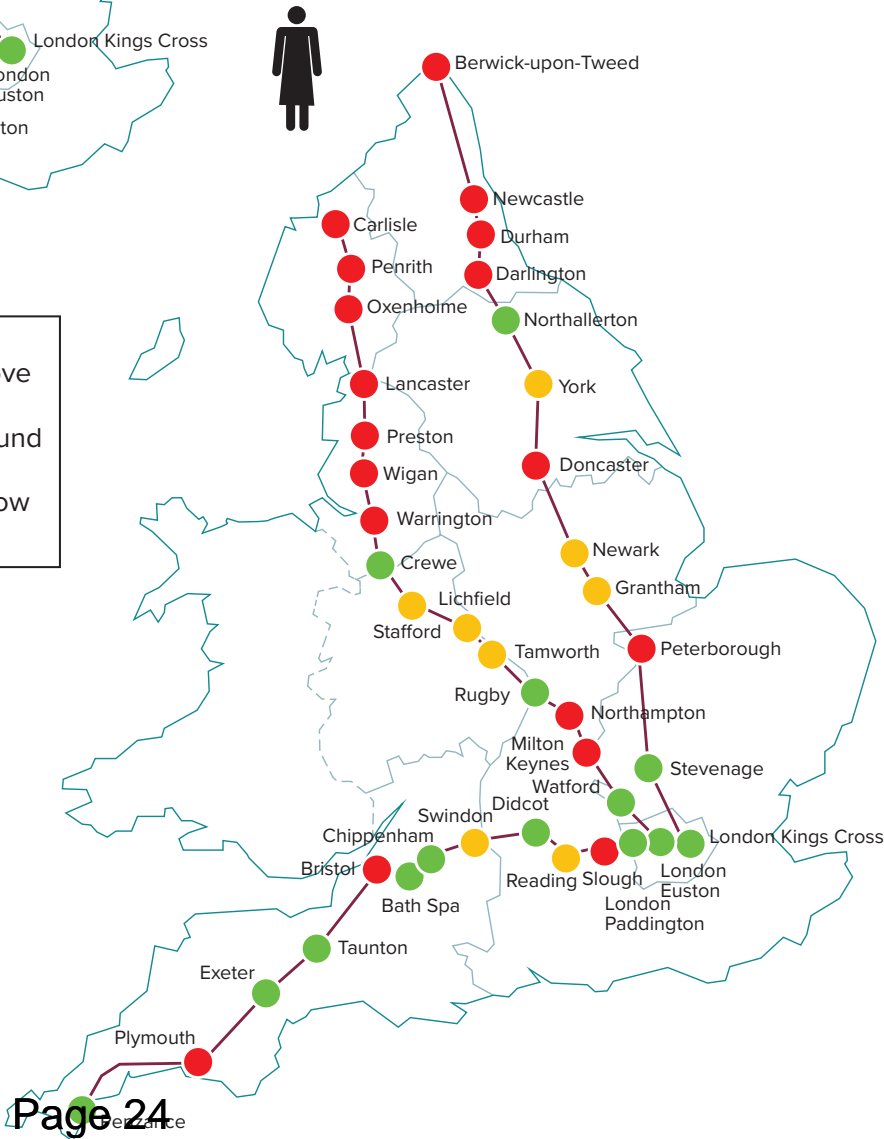 London Kings Cross
ondon
uston
ton
ove
und
ow
Berwick-upon-Tweed
Newcastle
Durham
Darlington
Northallerton
York
Doncaster
Newark
Grantham
Peterborough
Stevenage
London Kings Cross
Carlisle
Penrith
Oxenholme
Lancaster
Preston
Wigan
Warrington
Crewe
Lichfield
Stafford
Tamworth
Rugby
Northampton
Milton
Keynes
Watford
London
Euston
London
Paddington
Slough
Reading
Didcot
Swindon
Chippenham
Bristol
Bath Spa
Taunton
Exeter
Plymouth
Penzance
Page 24